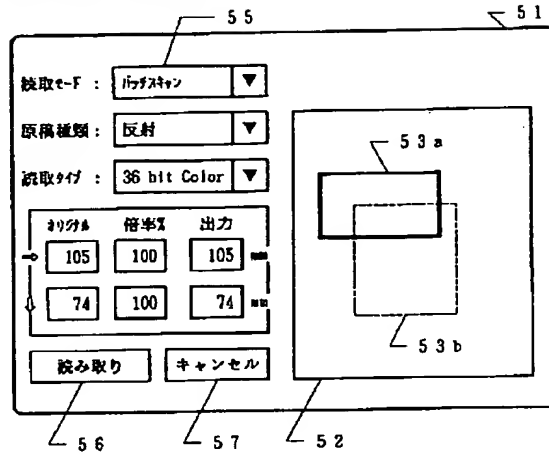 55
51
読取モード: バッチスキャン ▼
原稿種類: 反射 ▼
53a
読取タイプ: 36 bit Color ▼
オリジナル 倍率% 出力
⇒ 105 100 105 mm
⇩ 74 100 74 mm
53b
読み取り キャンセル
56 57 52